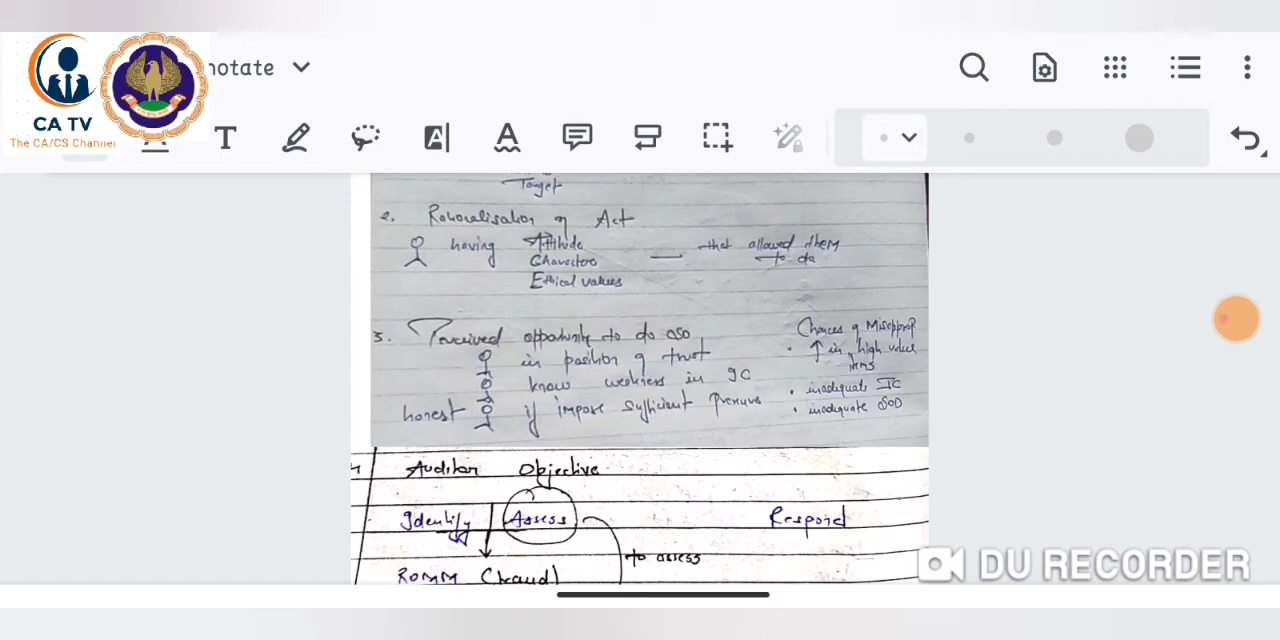 notate
CA TV
The CA/CS Channel
Target
2. Rationalisation of Act
having Attitude
Character
Ethical values
that allowed them
to do
3. Perceived opportunity to do so
in position of trust
know weakness in IC
honest if impose sufficient pressure
Chances of Misapprop
• ↑ in high value
items
• inadequate IC
• inadequate SOD
Auditor Objective
Identify Assess Respond
to assess
ROMM (fraud)
DU RECORDER